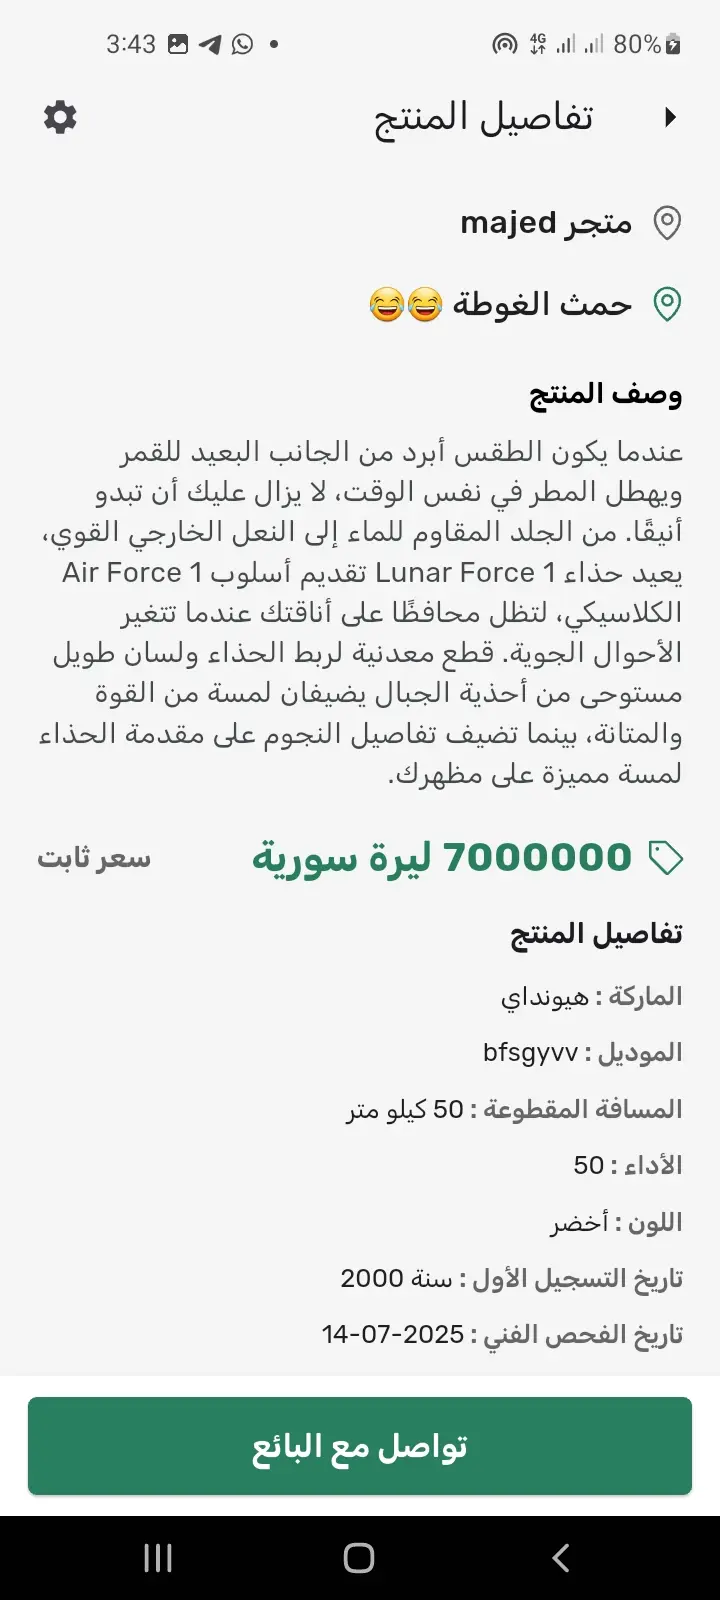 3:43
4G
80%
تفاصيل المنتج
متجر majed
حمث الغوطة 😂😂
وصف المنتج
عندما يكون الطقس أبرد من الجانب البعيد للقمر
ويهطل المطر في نفس الوقت، لا يزال عليك أن تبدو
أنيقًا. من الجلد المقاوم للماء إلى النعل الخارجي القوي،
يعيد حذاء Lunar Force 1 تقديم أسلوب Air Force 1
الكلاسيكي، لتظل محافظًا على أناقتك عندما تتغير
الأحوال الجوية. قطع معدنية لربط الحذاء ولسان طويل
مستوحى من أحذية الجبال يضيفان لمسة من القوة
والمتانة، بينما تضيف تفاصيل النجوم على مقدمة الحذاء
لمسة مميزة على مظهرك.
7000000 ليرة سورية سعر ثابت
تفاصيل المنتج
الماركة : هيونداي
الموديل : bfsgyvv
المسافة المقطوعة : 50 كيلو متر
الأداء : 50
اللون : أخضر
تاريخ التسجيل الأول : سنة 2000
تاريخ الفحص الفني : 2025-07-14
تواصل مع البائع